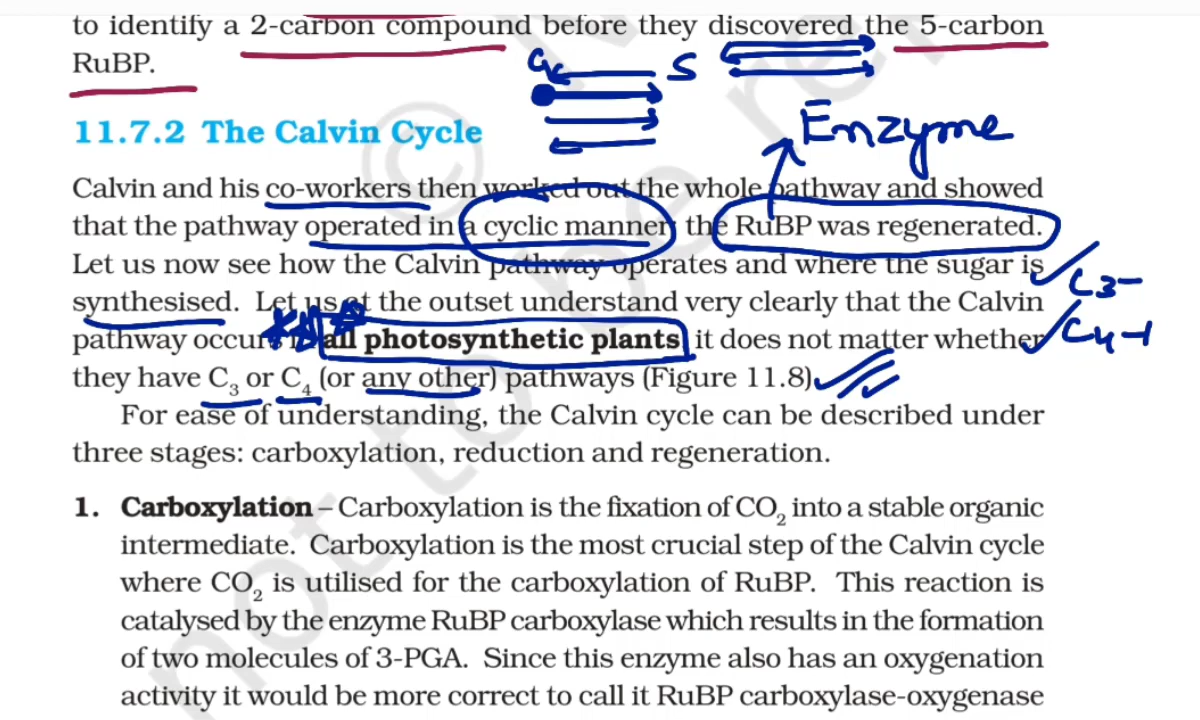 to identify a 2-carbon compound before they discovered the 5-carbon
RuBP.
S
Enzyme
11.7.2 The Calvin Cycle
Calvin and his co-workers then worked out the whole pathway and showed
that the pathway operated in a cyclic manner; the RuBP was regenerated.
Let us now see how the Calvin pathway operates and where the sugar is
C3-
synthesised. Let us at the outset understand very clearly that the Calvin
C4-
pathway occurs in all photosynthetic plants; it does not matter whether
they have C₃ or C₄ (or any other) pathways (Figure 11.8).
For ease of understanding, the Calvin cycle can be described under
three stages: carboxylation, reduction and regeneration.
1. Carboxylation – Carboxylation is the fixation of CO₂ into a stable organic
intermediate. Carboxylation is the most crucial step of the Calvin cycle
where CO₂ is utilised for the carboxylation of RuBP. This reaction is
catalysed by the enzyme RuBP carboxylase which results in the formation
of two molecules of 3-PGA. Since this enzyme also has an oxygenation
activity it would be more correct to call it RuBP carboxylase-oxygenase